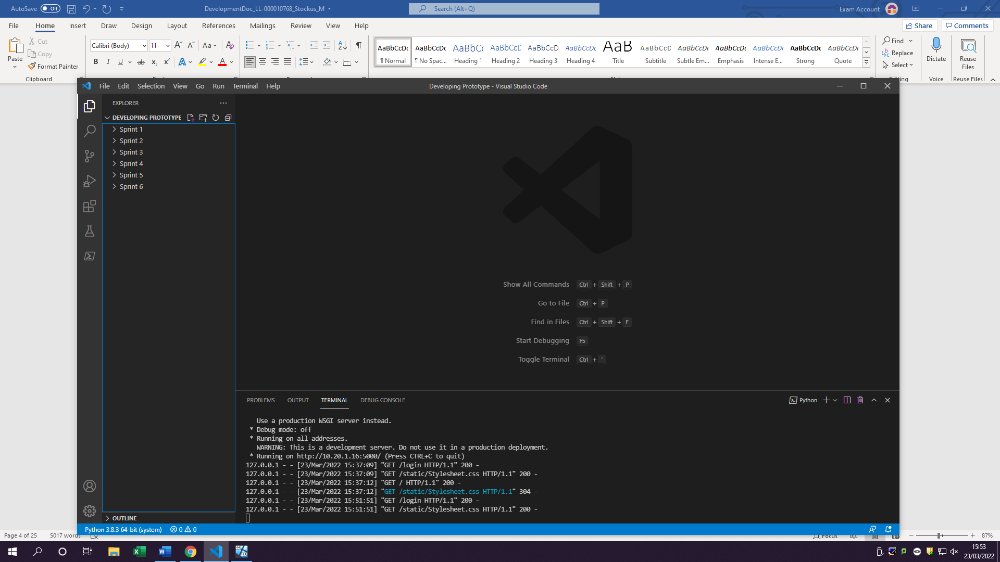 AutoSave Off DevelopmentDoc_LL-000010768_Stockus_M Search (Alt+Q) Exam Account
File Home Insert Draw Design Layout References Mailings Review View Help Share Comments
Paste Cut Copy Format Painter
Clipboard
Calibri (Body) 11
¶ Normal ¶ No Spac... Heading 1 Heading 2 Heading 3 Heading 4 Title Subtitle Subtle Em... Emphasis Intense E... Strong Quote
Find
Replace
Select
Dictate
Reuse Files
Voice Reuse Files
File Edit Selection View Go Run Terminal Help Developing Prototype - Visual Studio Code
EXPLORER
DEVELOPING PROTOTYPE
Sprint 1
Sprint 2
Sprint 3
Sprint 4
Sprint 5
Sprint 6
Show All Commands Ctrl + Shift + P
Go to File Ctrl + P
Find in Files Ctrl + Shift + F
Start Debugging F5
Toggle Terminal Ctrl + `
PROBLEMS OUTPUT TERMINAL DEBUG CONSOLE Python
Use a production WSGI server instead.
* Debug mode: off
* Running on all addresses.
WARNING: This is a development server. Do not use it in a production deployment.
* Running on http://10.20.1.16:5000/ (Press CTRL+C to quit)
127.0.0.1 - - [23/Mar/2022 15:37:09] "GET /login HTTP/1.1" 200 -
127.0.0.1 - - [23/Mar/2022 15:37:09] "GET /static/Stylesheet.css HTTP/1.1" 200 -
127.0.0.1 - - [23/Mar/2022 15:37:12] "GET / HTTP/1.1" 200 -
127.0.0.1 - - [23/Mar/2022 15:37:12] "GET /static/Stylesheet.css HTTP/1.1" 304 -
127.0.0.1 - - [23/Mar/2022 15:51:51] "GET /login HTTP/1.1" 200 -
127.0.0.1 - - [23/Mar/2022 15:51:51] "GET /static/Stylesheet.css HTTP/1.1" 200 -
OUTLINE
Python 3.8.3 64-bit (system) 0 0
Page 4 of 25 5017 words Focus 87%
15:53
23/03/2022